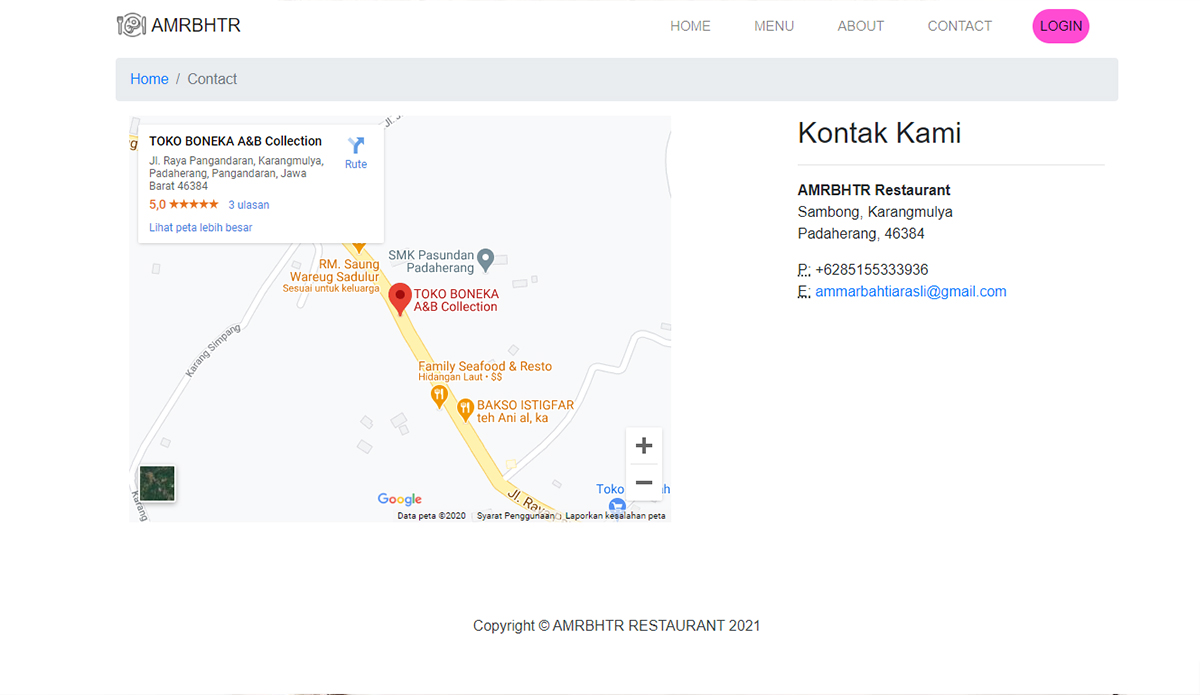 AMRBHTR
HOME MENU ABOUT CONTACT LOGIN
Home / Contact
TOKO BONEKA A&B Collection
Jl. Raya Pangandaran, Karangmulya,
Padaherang, Pangandaran, Jawa
Barat 46384
5,0 ★★★★★ 3 ulasan
Lihat peta lebih besar
Rute
SMK Pasundan
Padaherang
RM. Saung
Wareug Sadulur
Sesuai untuk keluarga
TOKO BONEKA
A&B Collection
Karang Simpang
Family Seafood & Resto
Hidangan Laut • $$
BAKSO ISTIGFAR
teh Ani al, ka
Toko
Jl. Raya
Karang
Google
Data peta ©2020 Syarat Penggunaan Laporkan kesalahan peta
Kontak Kami
AMRBHTR Restaurant
Sambong, Karangmulya
Padaherang, 46384
P: +6285155333936
E: ammarbahtiarasli@gmail.com
Copyright © AMRBHTR RESTAURANT 2021